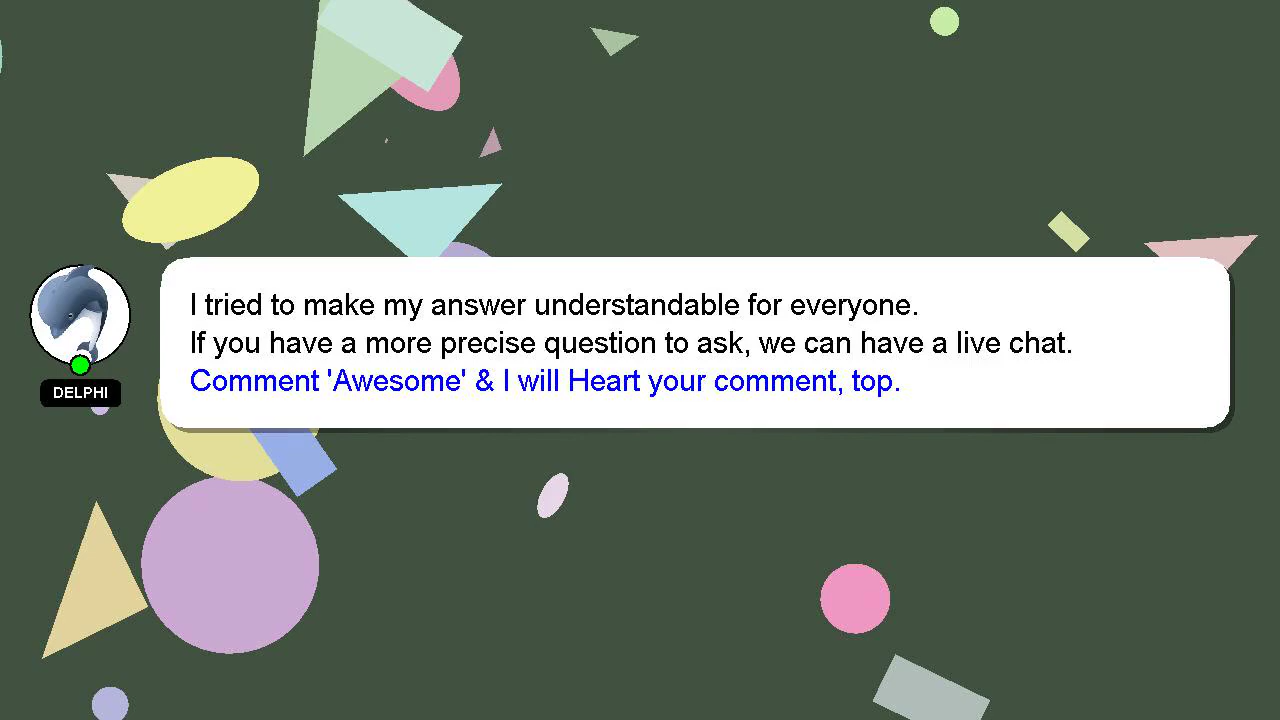 I tried to make my answer understandable for everyone.
If you have a more precise question to ask, we can have a live chat.
Comment 'Awesome' & I will Heart your comment, top.
DELPHI